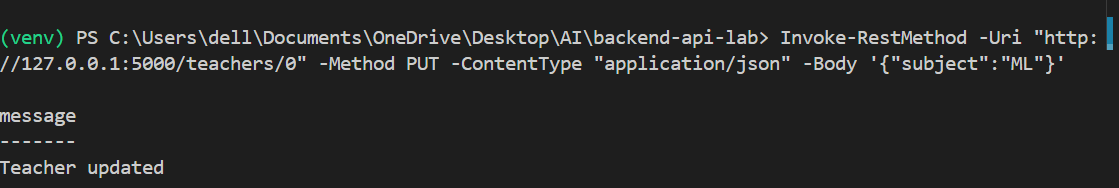 (venv) PS C:\Users\dell\Documents\OneDrive\Desktop\AI\backend-api-lab> Invoke-RestMethod -Uri "http:
//127.0.0.1:5000/teachers/0" -Method PUT -ContentType "application/json" -Body '{"subject":"ML"}'
message
-------
Teacher updated